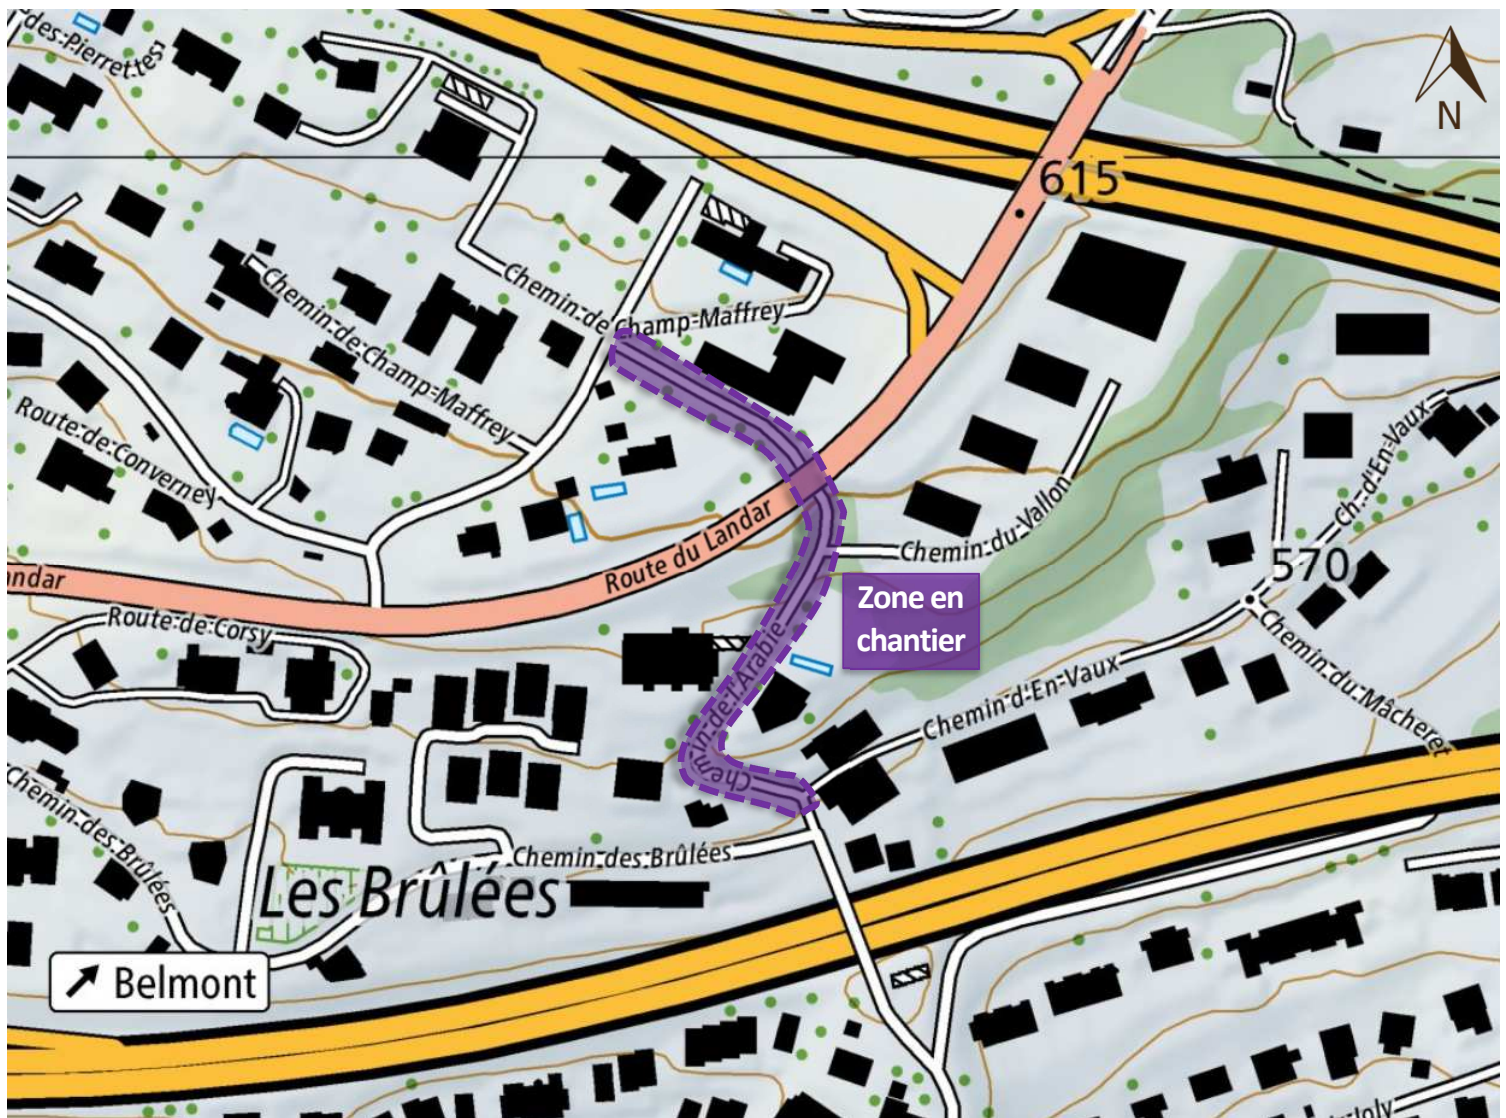 des Pierrettes
N
615
Chemin de Champ-Maffrey
Chemin de Champ-Maffrey
Route de Converney
Ch. d'En-Vaux
Chemin du Vallon
Route du Landar
570
andar
Zone en
chantier
Route de Corsy
Chemin de l'Arabie
Chemin d'En-Vaux
Chemin du Mâcheret
Chemin des Brûlées
Chemin des Brûlées
Les Brûlées
Belmont